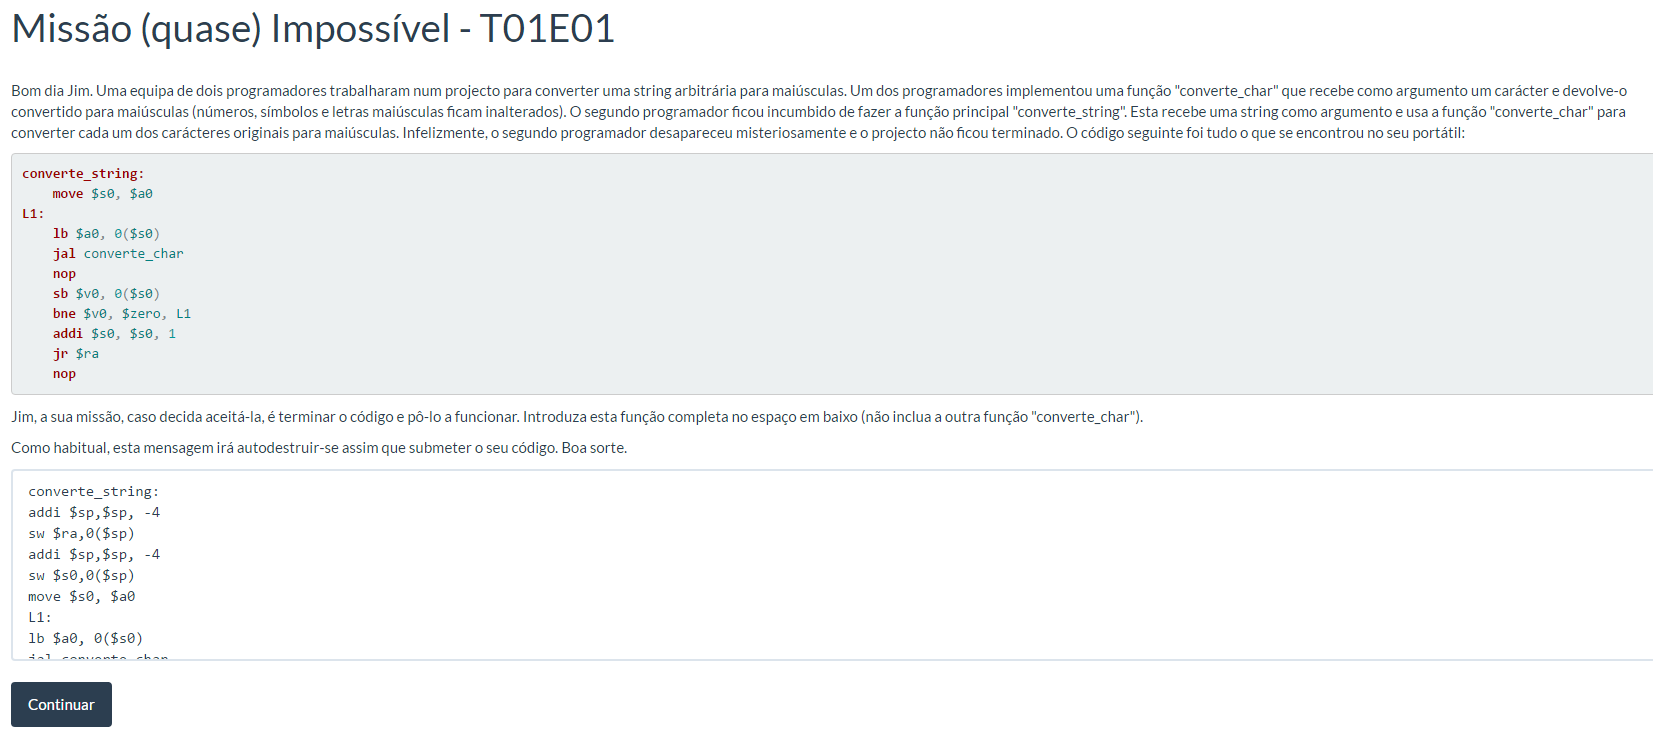 Missão (quase) Impossível - T01E01
Bom dia Jim. Uma equipa de dois programadores trabalharam num projecto para converter uma string arbitrária para maiúsculas. Um dos programadores implementou uma função "converte_char" que recebe como argumento um carácter e devolve-o
convertido para maiúsculas (números, símbolos e letras maiúsculas ficam inalterados). O segundo programador ficou incumbido de fazer a função principal "converte_string". Esta recebe uma string como argumento e usa a função "converte_char" para
converter cada um dos carácteres originais para maiúsculas. Infelizmente, o segundo programador desapareceu misteriosamente e o projecto não ficou terminado. O código seguinte foi tudo o que se encontrou no seu portátil:
converte_string:
move $s0, $a0
L1:
lb $a0, 0($s0)
jal converte_char
nop
sb $v0, 0($s0)
bne $v0, $zero, L1
addi $s0, $s0, 1
jr $ra
nop
Jim, a sua missão, caso decida aceitá-la, é terminar o código e pô-lo a funcionar. Introduza esta função completa no espaço em baixo (não inclua a outra função "converte_char").
Como habitual, esta mensagem irá autodestruir-se assim que submeter o seu código. Boa sorte.
converte_string:
addi $sp,$sp, -4
sw $ra,0($sp)
addi $sp,$sp, -4
sw $s0,0($sp)
move $s0, $a0
L1:
lb $a0, 0($s0)
jal converte_char
Continuar